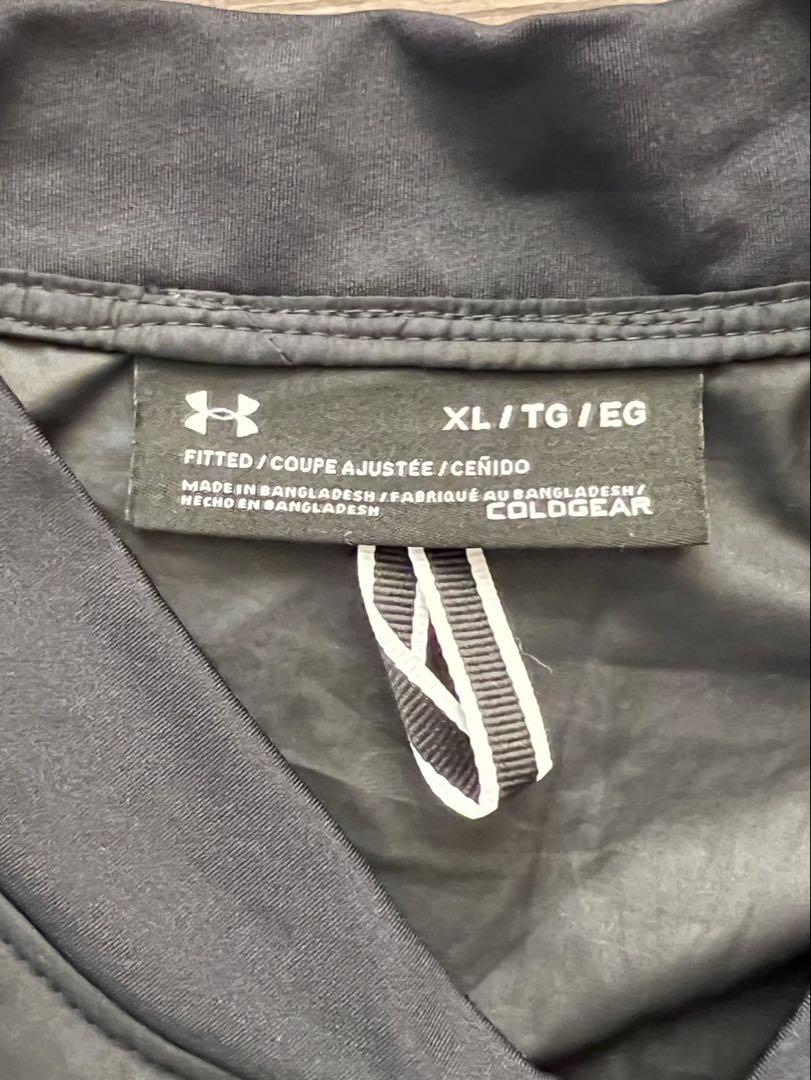 XL / TG / EG
FITTED / COUPE AJUSTÉE / CEÑIDO
MADE IN BANGLADESH / FABRIQUÉ AU BANGLADESH /
HECHO EN BANGLADESH
COLDGEAR